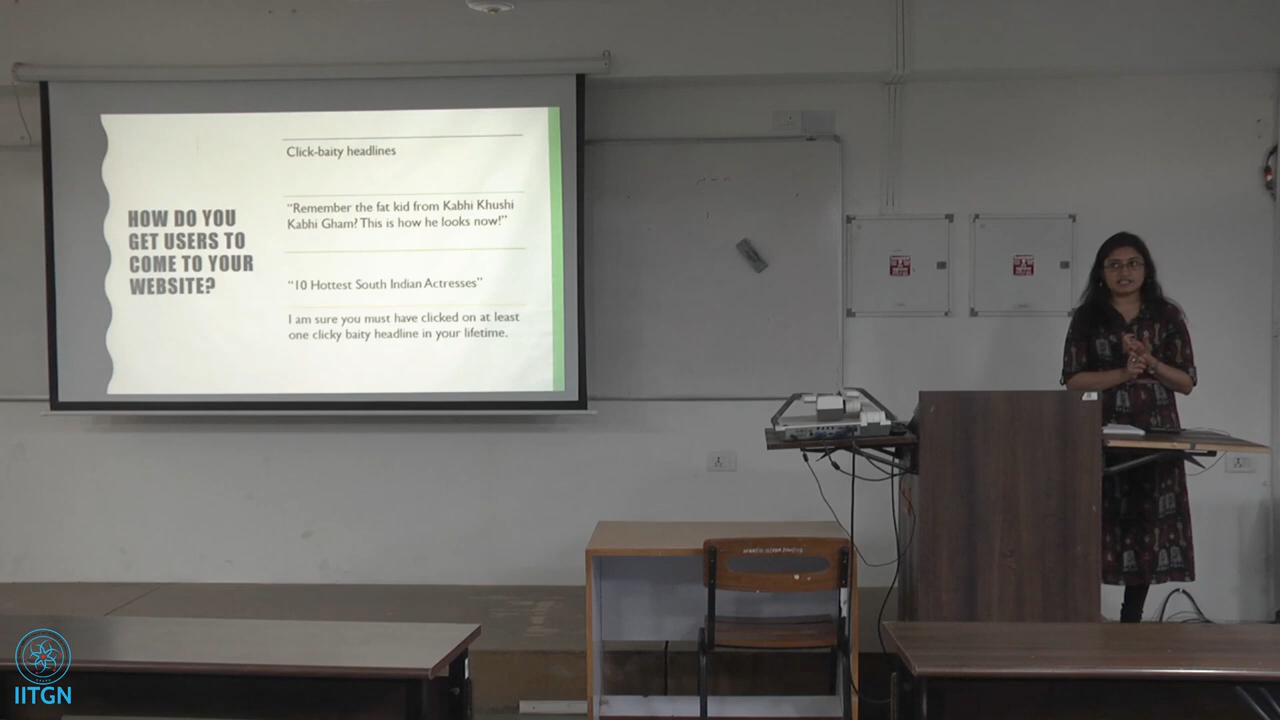 HOW DO YOU
GET USERS TO
COME TO YOUR
WEBSITE?
Click-baity headlines
“Remember the fat kid from Kabhi Khushi
Kabhi Gham? This is how he looks now!”
“10 Hottest South Indian Actresses”
I am sure you must have clicked on at least
one clicky baity headline in your lifetime.
IITGN